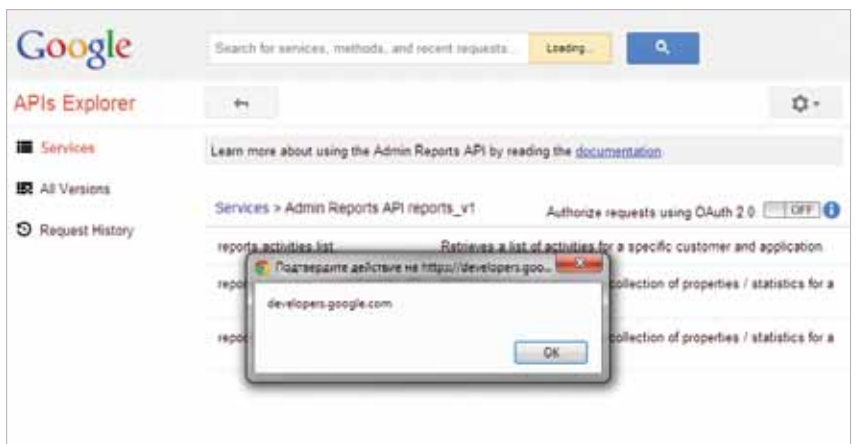 Google
Search for services, methods, and recent requests...
Loading...
APIs Explorer
Services
Learn more about using the Admin Reports API by reading the documentation.
All Versions
Services > Admin Reports API reports_v1
Authorize requests using OAuth 2.0 OFF
Request History
reports.activities.list Retrieves a list of activities for a specific customer and application
Подтвердите действие на https://developers.goo...
repor collection of properties / statistics for a
developers.google.com
repor collection of properties / statistics for a
OK